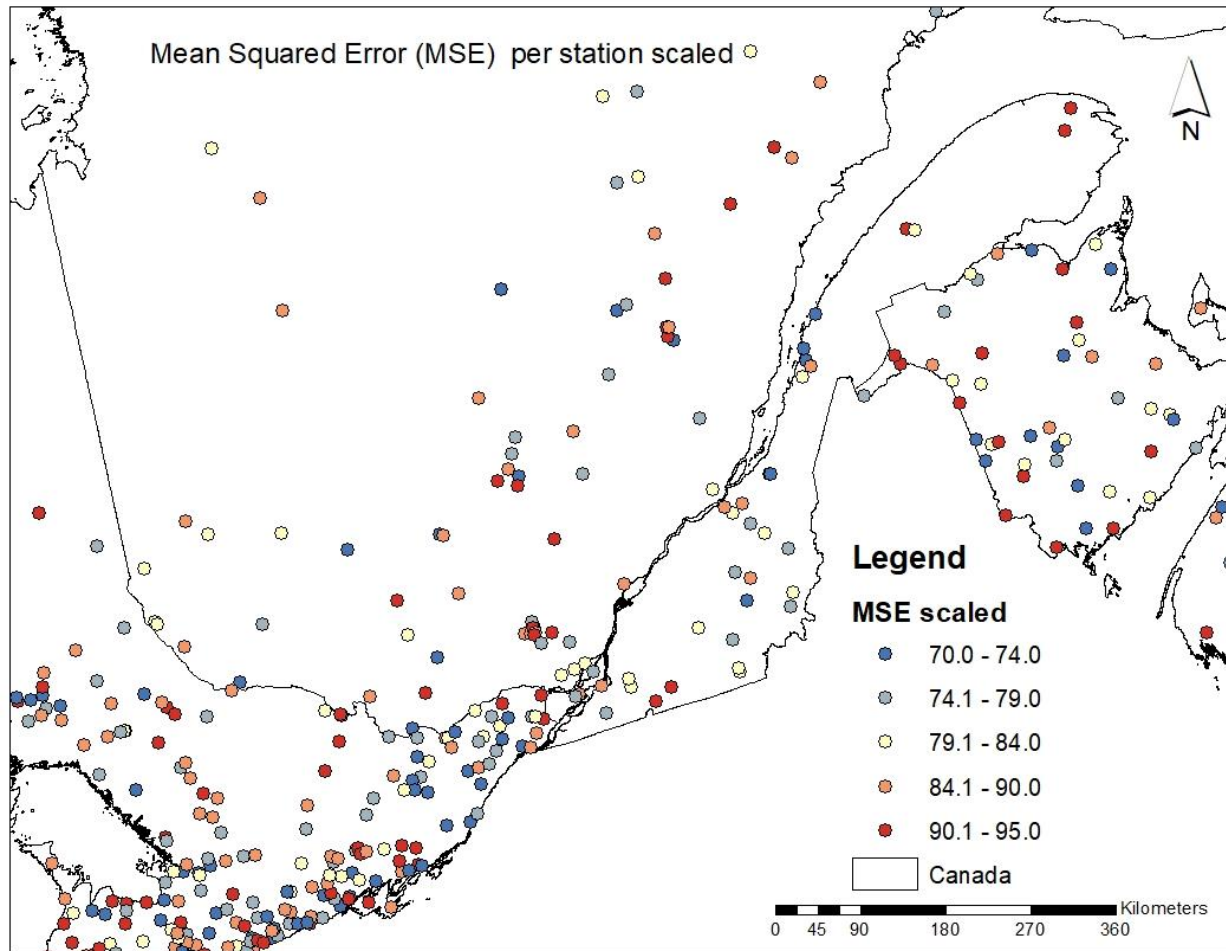 Mean Squared Error (MSE) per station scaled
N
Legend
MSE scaled
70.0 - 74.0
74.1 - 79.0
79.1 - 84.0
84.1 - 90.0
90.1 - 95.0
Canada
Kilometers
0 45 90 180 270 360